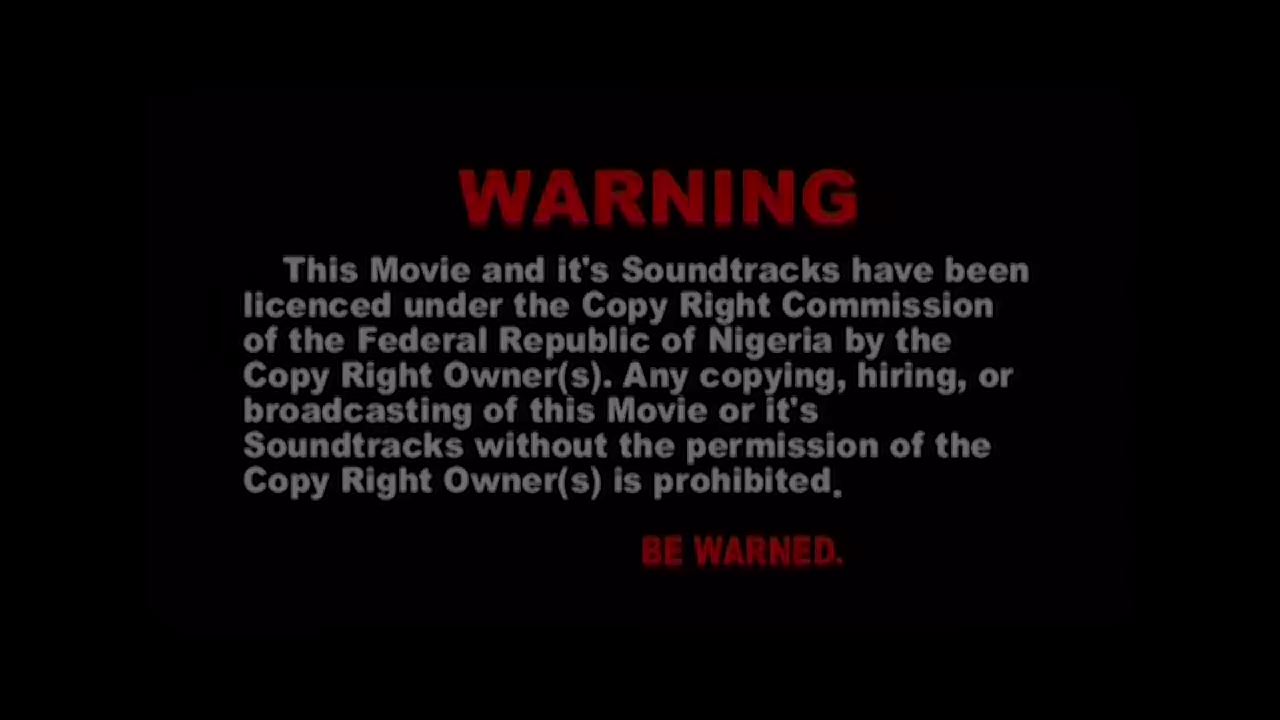 WARNING
This Movie and it's Soundtracks have been
licenced under the Copy Right Commission
of the Federal Republic of Nigeria by the
Copy Right Owner(s). Any copying, hiring, or
broadcasting of this Movie or it's
Soundtracks without the permission of the
Copy Right Owner(s) is prohibited.
BE WARNED.